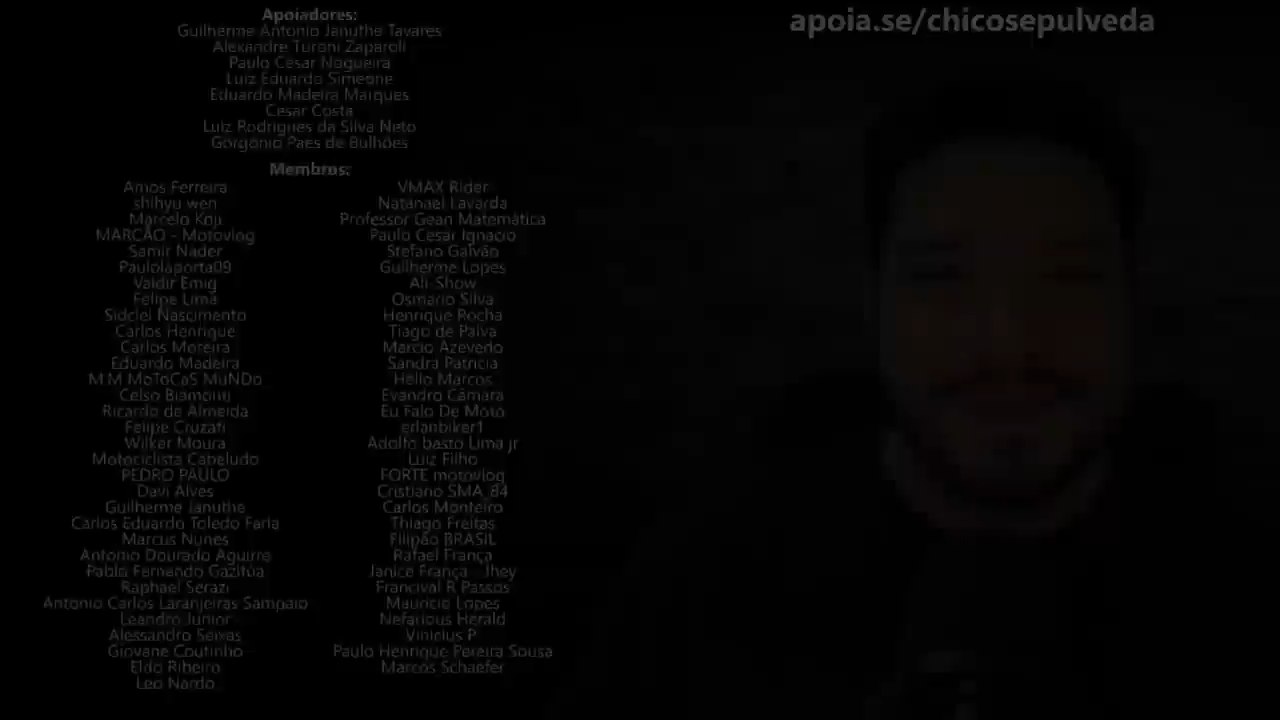 Apoiadores:
Guilherme Antonio Januthe Tavares
Alexandre Turoni Zaparoli
Paulo Cesar Nogueira
Luiz Eduardo Simeone
Eduardo Madeira Marques
Cesar Costa
Luiz Rodrigues da Silva Neto
Gorgônio Paes de Bulhões
Membros:
Amos Ferreira
shihyu wen
Marcelo Koji
MARCÃO - Motovlog
Samir Nader
Paulolaporta09
Valdir Emig
Felipe Lima
Sidclei Nascimento
Carlos Henrique
Carlos Moreira
Eduardo Madeira
M.M MoToCaS MuNDo
Celso Biamonti
Ricardo de Almeida
Felipe Cruzati
Wilker Moura
Motociclista Cabeludo
PEDRO PAULO
Davi Alves
Guilherme Januthe
Carlos Eduardo Toledo Faria
Marcus Nunes
Antonio Dourado Aguirre
Pablo Fernando Gazitúa
Raphael Serazi
Antonio Carlos Laranjeiras Sampaio
Leandro Junior
Alessandro Seixas
Giovane Coutinho
Eldo Ribeiro
Leo Nardo
VMAX Rider
Natanael Lavarda
Professor Gean Matemática
Paulo Cesar Ignacio
Stefano Galvão
Guilherme Lopes
Ali Show
Osmario Silva
Henrique Rocha
Tiago de Paiva
Marcio Azevedo
Sandra Patricia
Helio Marcos
Evandro Câmara
Eu Falo De Moto
erlanbiker1
Adolfo basto Lima jr
Luiz Filho
FORTE motovlog
Cristiano SMA_84
Carlos Monteiro
Thiago Freitas
Filipão BRASIL
Rafael França
Janice França - Jhey
Francival R Passos
Mauricio Lopes
Nefarious Herald
Vinicius P
Paulo Henrique Pereira Sousa
Marcos Schaefer
apoia.se/chicosepulveda